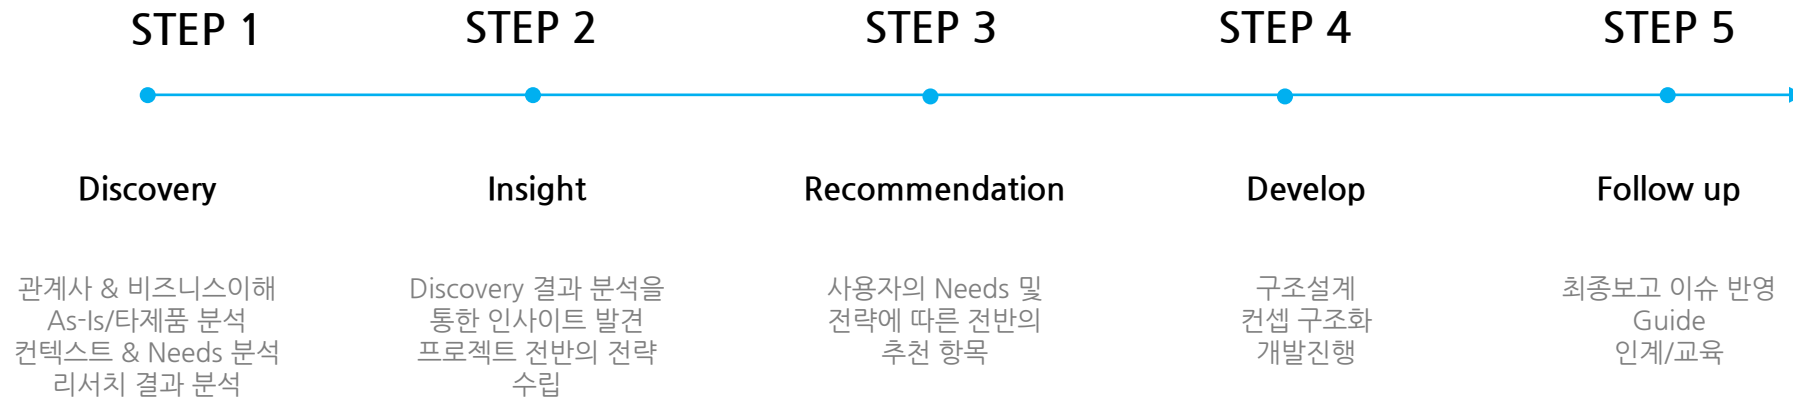 STEP 1
STEP 2
STEP 3
STEP 4
STEP 5
Discovery
Insight
Recommendation
Develop
Follow up
관계사 & 비즈니스이해
As-Is/타제품 분석
컨텍스트 & Needs 분석
리서치 결과 분석
Discovery 결과 분석을
통한 인사이트 발견
프로젝트 전반의 전략
수립
사용자의 Needs 및
전략에 따른 전반의
추천 항목
구조설계
컨셉 구조화
개발진행
최종보고 이슈 반영
Guide
인계/교육